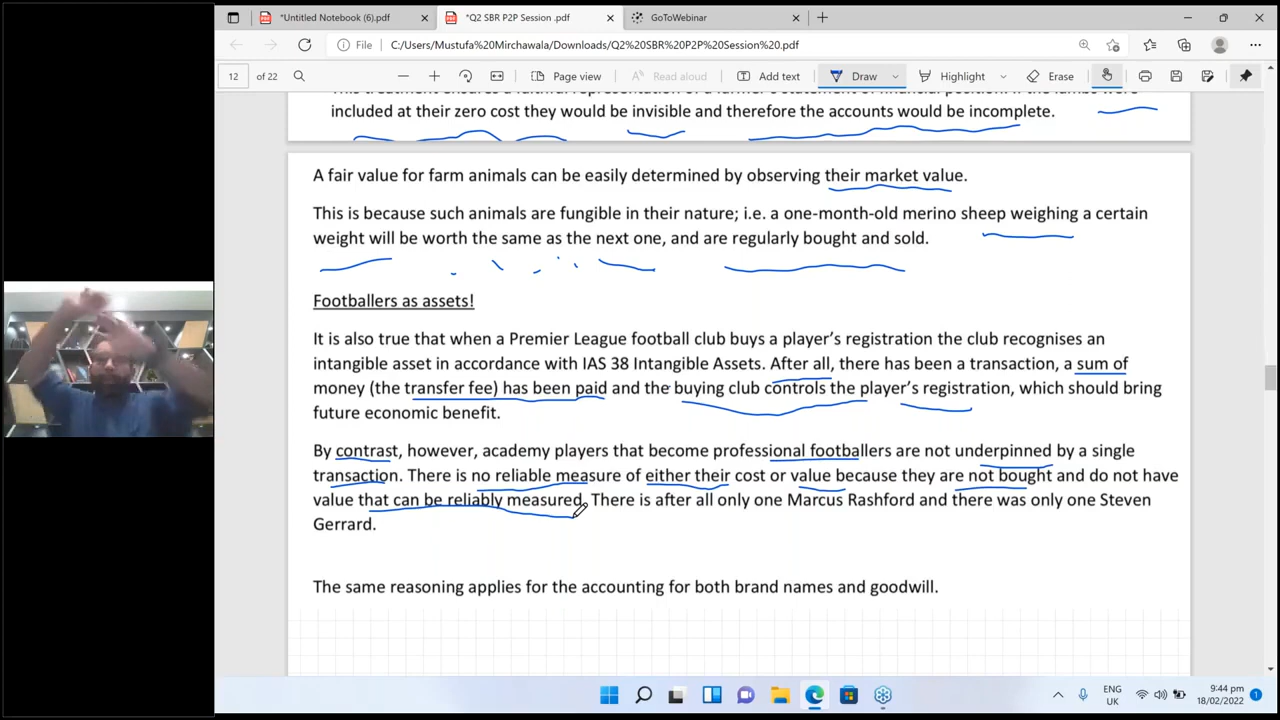 *Untitled Notebook (6).pdf
*Q2 SBR P2P Session .pdf
GoToWebinar
File
C:/Users/Mustufa%20Mirchawala/Downloads/Q2%20SBR%20P2P%20Session%20.pdf
12 of 22
Page view
Read aloud
Add text
Draw
Highlight
Erase
included at their zero cost they would be invisible and therefore the accounts would be incomplete.
A fair value for farm animals can be easily determined by observing their market value.
This is because such animals are fungible in their nature; i.e. a one-month-old merino sheep weighing a certain
weight will be worth the same as the next one, and are regularly bought and sold.
Footballers as assets!
It is also true that when a Premier League football club buys a player's registration the club recognises an
intangible asset in accordance with IAS 38 Intangible Assets. After all, there has been a transaction, a sum of
money (the transfer fee) has been paid and the buying club controls the player's registration, which should bring
future economic benefit.
By contrast, however, academy players that become professional footballers are not underpinned by a single
transaction. There is no reliable measure of either their cost or value because they are not bought and do not have
value that can be reliably measured. There is after all only one Marcus Rashford and there was only one Steven
Gerrard.
The same reasoning applies for the accounting for both brand names and goodwill.
ENG
UK
9:44 pm
18/02/2022
1